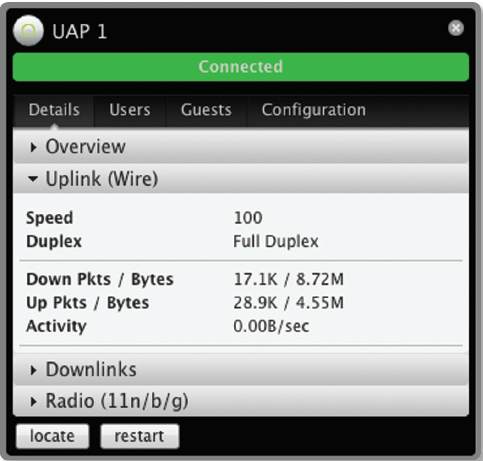 UAP 1
Connected
Details Users Guests Configuration
Overview
Uplink (Wire)
Speed 100
Duplex Full Duplex
Down Pkts / Bytes 17.1K / 8.72M
Up Pkts / Bytes 28.9K / 4.55M
Activity 0.00B/sec
Downlinks
Radio (11n/b/g)
locate restart